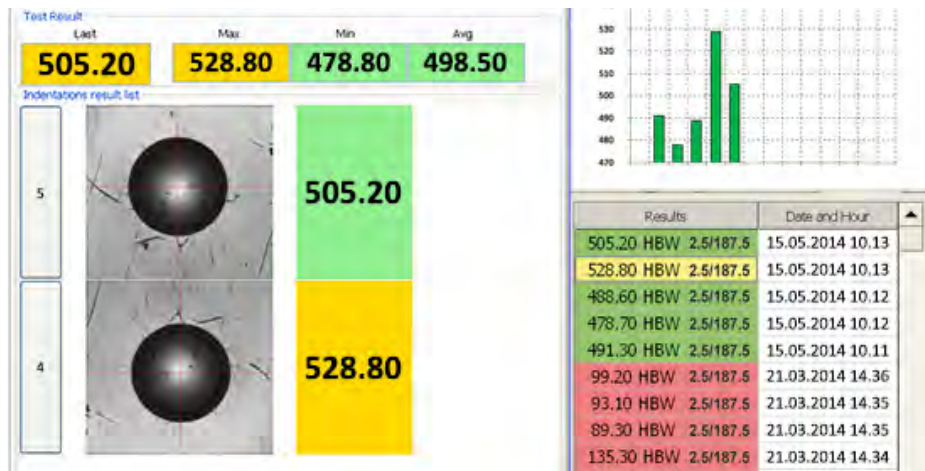 Test Result
Last Max Min Avg
505.20 528.80 478.80 498.50
Indentations result list
5 505.20
4 528.80
530
520
510
500
490
480
470
Results Date and Hour
505.20 HBW 2.5/187.5 15.05.2014 10.13
528.80 HBW 2.5/187.5 15.05.2014 10.13
488.60 HBW 2.5/187.5 15.05.2014 10.12
478.70 HBW 2.5/187.5 15.05.2014 10.12
491.30 HBW 2.5/187.5 15.05.2014 10.11
99.20 HBW 2.5/187.5 21.03.2014 14.36
93.10 HBW 2.5/187.5 21.03.2014 14.35
89.30 HBW 2.5/187.5 21.03.2014 14.35
135.30 HBW 2.5/187.5 21.03.2014 14.34